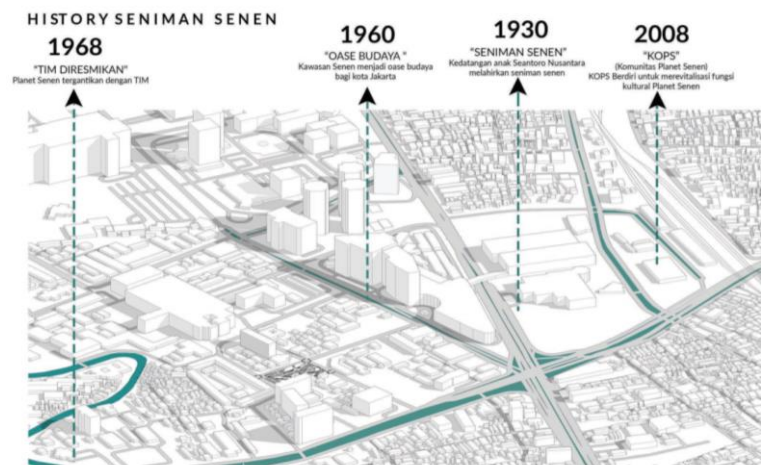 HISTORY SENIMAN SENEN
1968
"TIM DIRESMIKAN"
Planet Senen tergantikan dengan TIM
1960
"OASE BUDAYA "
Kawasan Senen menjadi oase budaya
bagi kota Jakarta
1930
"SENIMAN SENEN"
Kedatangan anak Seantoro Nusantara
melahirkan seniman senen
2008
"KOPS"
(Komunitas Planet Senen)
KOPS Berdiri untuk merevitalisasi fungsi
kultural Planet Senen